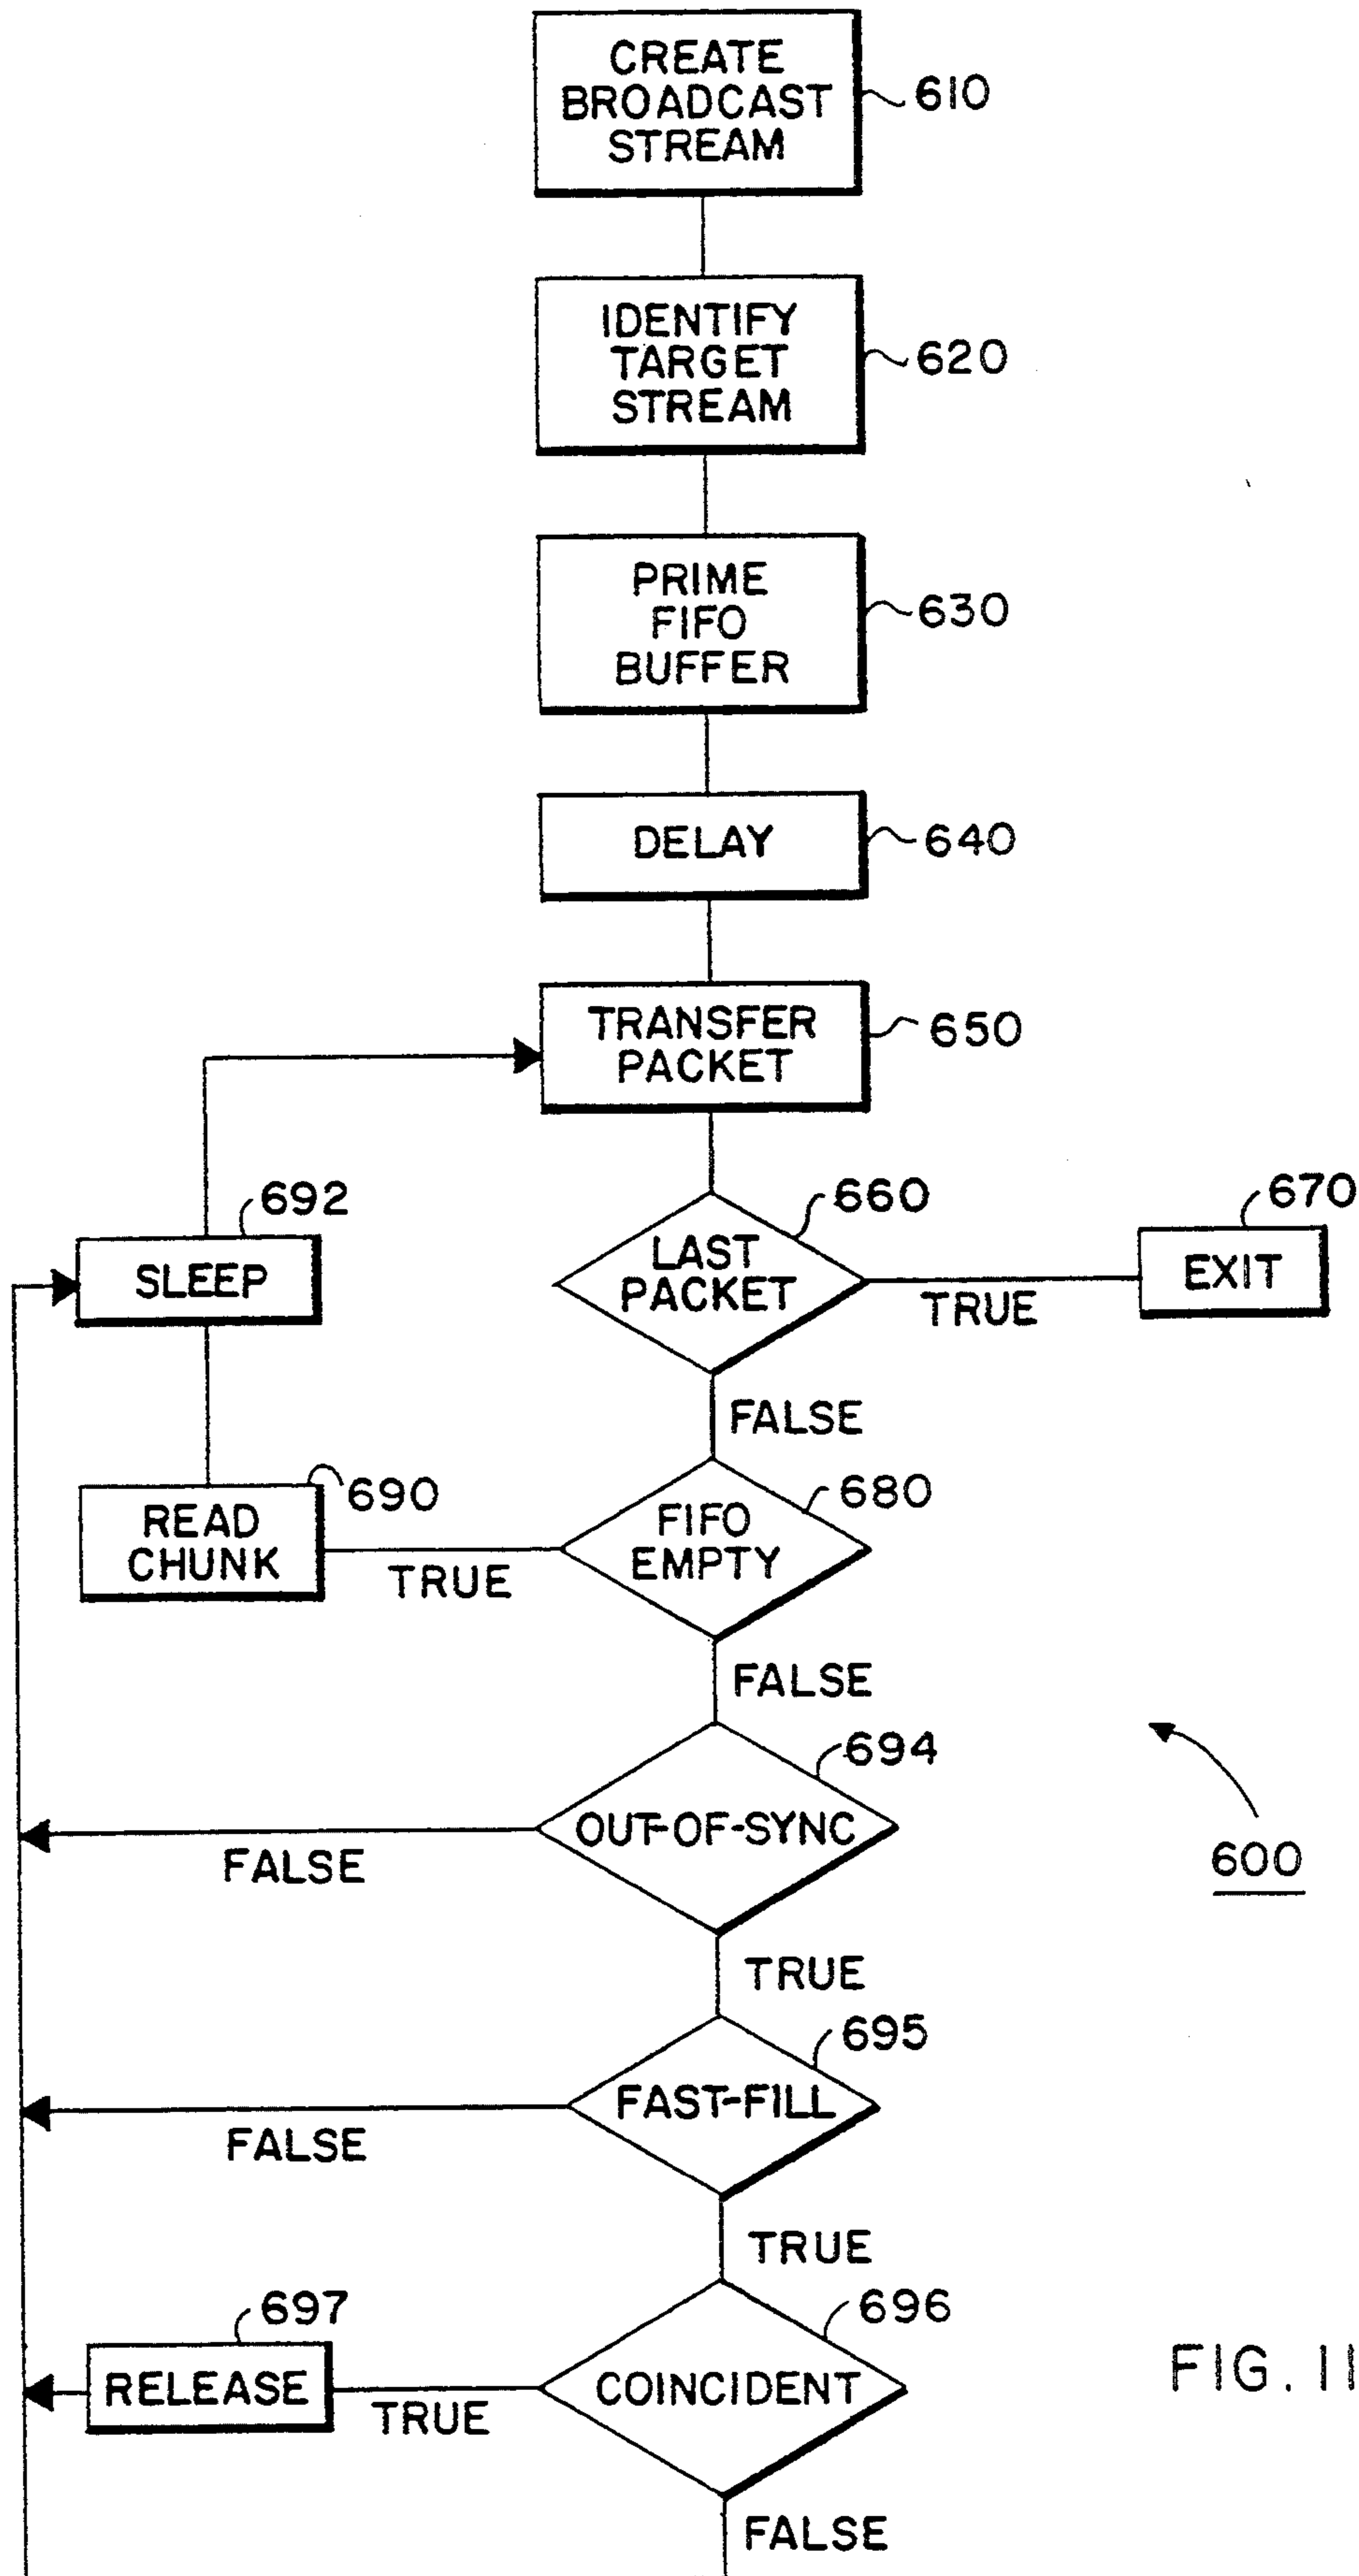 CREATE
BROADCAST
STREAM
610
IDENTIFY
TARGET
STREAM
620
PRIME
FIFO
BUFFER
630
DELAY
640
TRANSFER
PACKET
650
692
SLEEP
660
LAST
PACKET
TRUE
670
EXIT
FALSE
690
READ
CHUNK
TRUE
680
FIFO
EMPTY
FALSE
694
OUT-OF-SYNC
FALSE
600
TRUE
695
FAST-FILL
FALSE
TRUE
697
RELEASE
TRUE
696
COINCIDENT
FIG. 11
FALSE